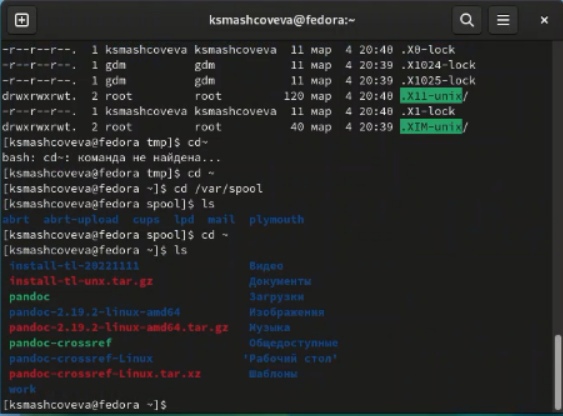 ksmashcoveva@fedora:~
-r--r--r--. 1 ksmashcoveva ksmashcoveva 11 мар 4 20:40 .X0-lock
-r--r--r--. 1 gdm gdm 11 мар 4 20:39 .X1024-lock
-r--r--r--. 1 gdm gdm 11 мар 4 20:39 .X1025-lock
drwxrwxrwt. 2 root root 120 мар 4 20:40 .X11-unix/
-r--r--r--. 1 ksmashcoveva ksmashcoveva 11 мар 4 20:40 .X1-lock
drwxrwxrwt. 2 root root 40 мар 4 20:39 .XIM-unix/
[ksmashcoveva@fedora tmp]$ cd~
bash: cd~: команда не найдена...
[ksmashcoveva@fedora tmp]$ cd ~
[ksmashcoveva@fedora ~]$ cd /var/spool
[ksmashcoveva@fedora spool]$ ls
abrt abrt-upload cups lpd mail plymouth
[ksmashcoveva@fedora spool]$ cd ~
[ksmashcoveva@fedora ~]$ ls
install-tl-20221111 Видео
install-tl-unx.tar.gz Документы
pandoc Загрузки
pandoc-2.19.2-linux-amd64 Изображения
pandoc-2.19.2-linux-amd64.tar.gz Музыка
pandoc-crossref Общедоступные
pandoc-crossref-Linux 'Рабочий стол'
pandoc-crossref-Linux.tar.xz Шаблоны
work
[ksmashcoveva@fedora ~]$